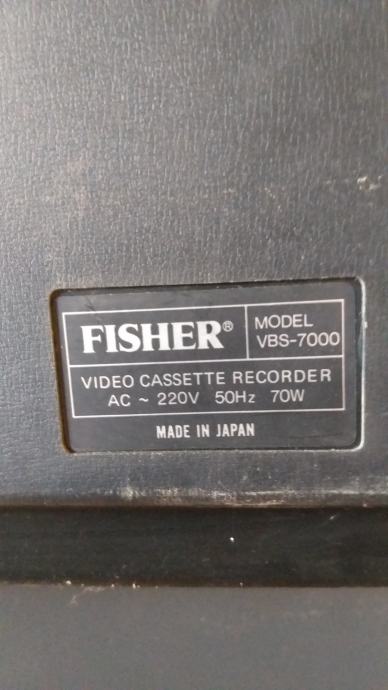 FISHER® MODEL
VBS-7000
VIDEO CASSETTE RECORDER
AC ~ 220V 50Hz 70W
MADE IN JAPAN